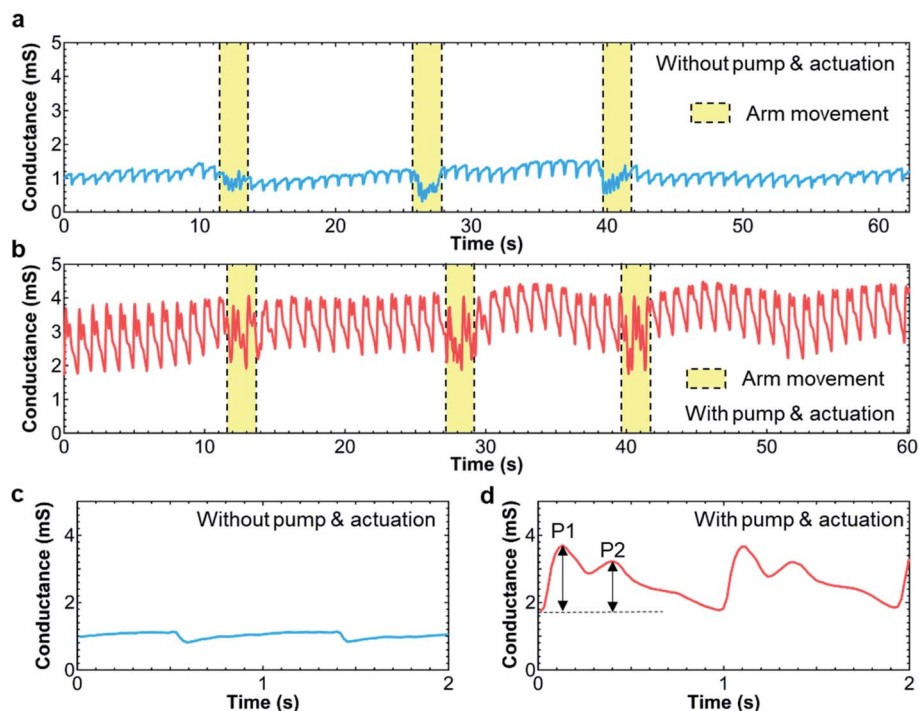 a
Conductance (mS)
5
4
3
2
1
0
Without pump & actuation
Arm movement
0 10 20 30 40 50 60
Time (s)
b
Conductance (mS)
5
4
3
2
1
0
Arm movement
With pump & actuation
0 10 20 30 40 50 60
Time (s)
c
Conductance (mS)
4
2
0
Without pump & actuation
0 1 2
Time (s)
d
Conductance (mS)
4
2
0
With pump & actuation
P1
P2
0 1 2
Time (s)